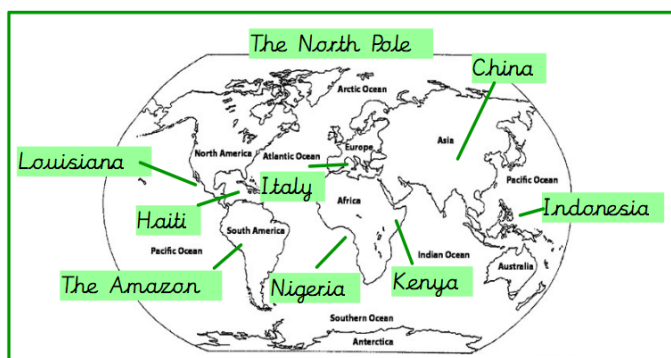 The North Pole
China
Arctic Ocean
Asia
North America
Atlantic Ocean
Europe
Louisiana
Pacific Ocean
Italy
Haiti
Africa
Indonesia
South America
Pacific Ocean
Indian Ocean
Australia
The Amazon
Nigeria
Kenya
Southern Ocean
Anterctica